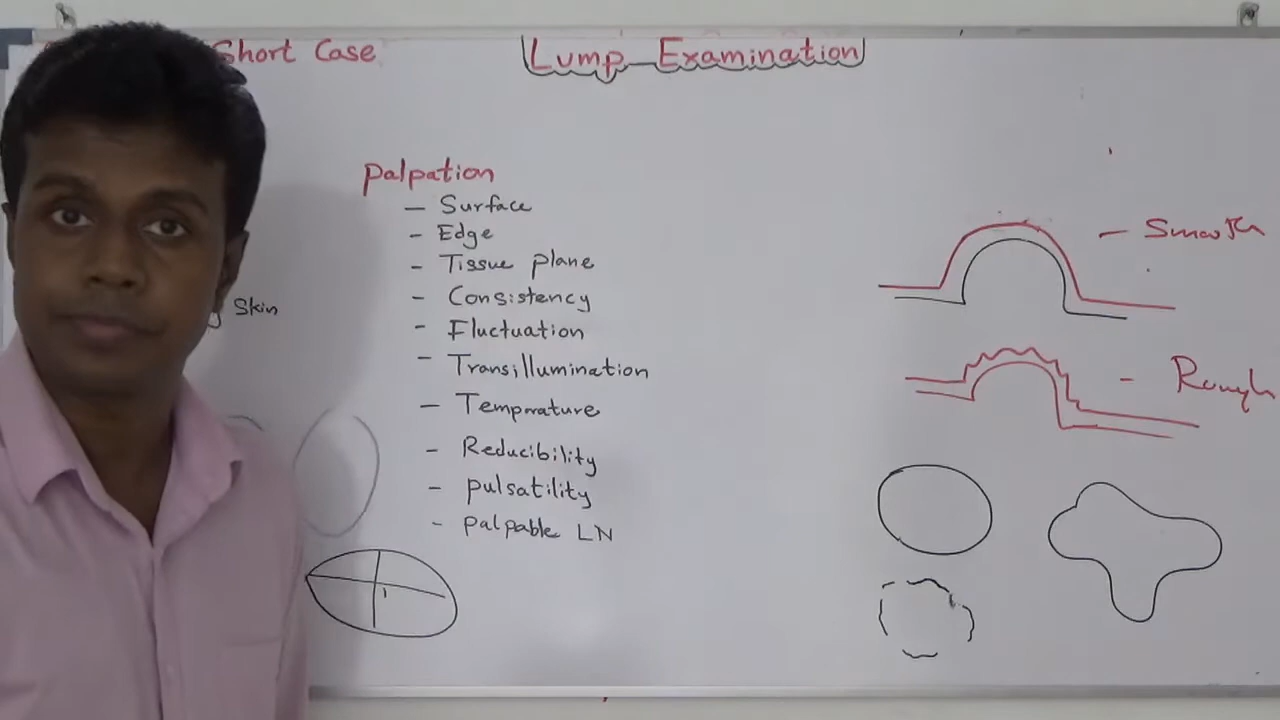 Short Case
Lump Examination
Palpation
– Surface
– Edge
– Tissue plane
– Consistency
– Fluctuation
– Transillumination
– Temprature
– Reducibility
– pulsatility
– palpable LN
Skin
– Smooth
– Rough